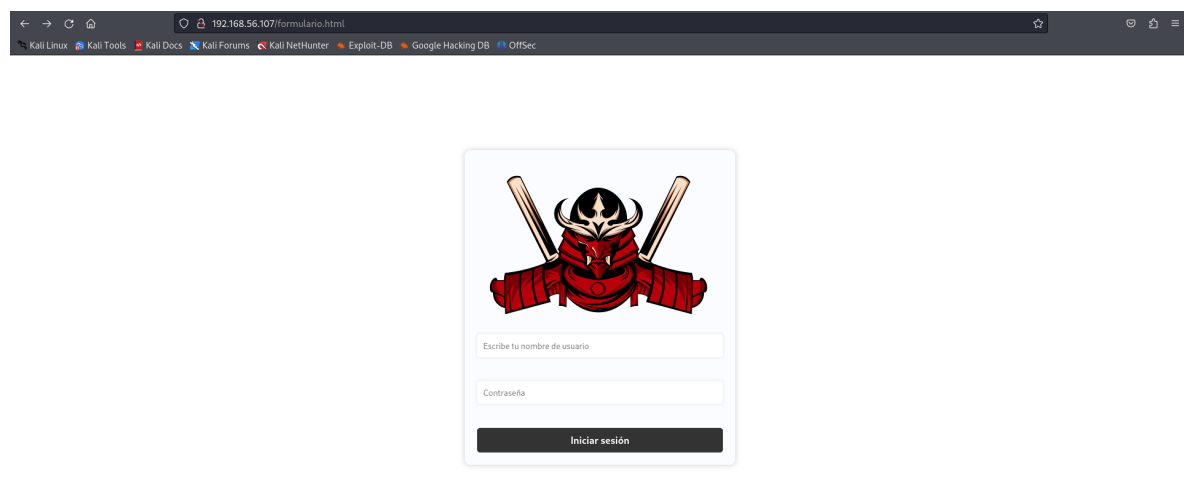 192.168.56.107/formulario.html
Kali Linux Kali Tools Kali Docs Kali Forums Kali NetHunter Exploit-DB Google Hacking DB OffSec
Escribe tu nombre de usuario
Contraseña
Iniciar sesión